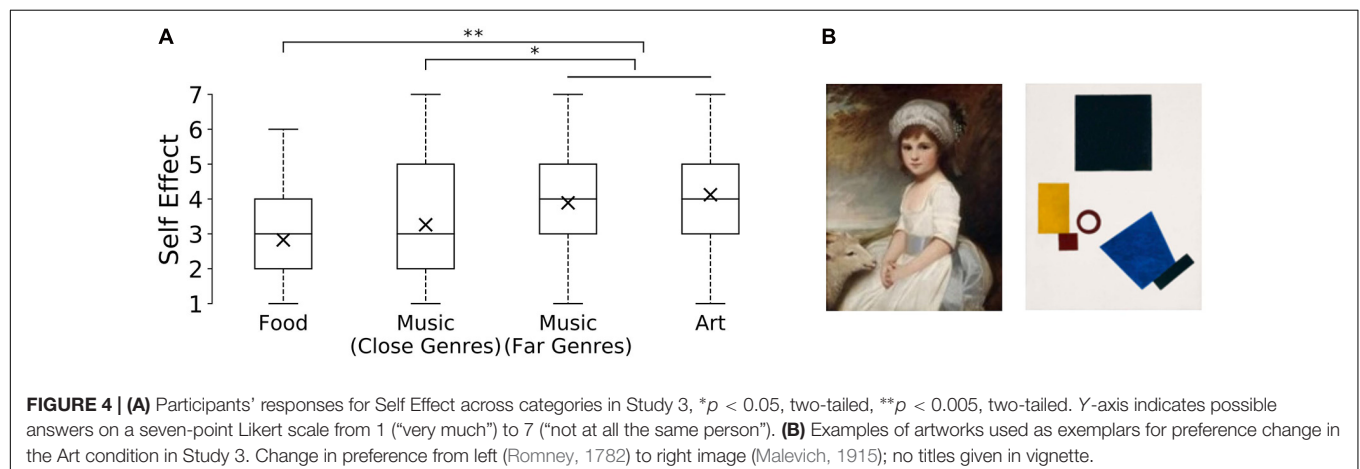 A
B
**
*
7
6
5
4
3
2
1
Self Effect
Food
Music
(Close Genres)
Music
(Far Genres)
Art
FIGURE 4 | (A) Participants’ responses for Self Effect across categories in Study 3, *p < 0.05, two-tailed, **p < 0.005, two-tailed. Y-axis indicates possible
answers on a seven-point Likert scale from 1 (“very much”) to 7 (“not at all the same person”). (B) Examples of artworks used as exemplars for preference change in
the Art condition in Study 3. Change in preference from left (Romney, 1782) to right image (Malevich, 1915); no titles given in vignette.